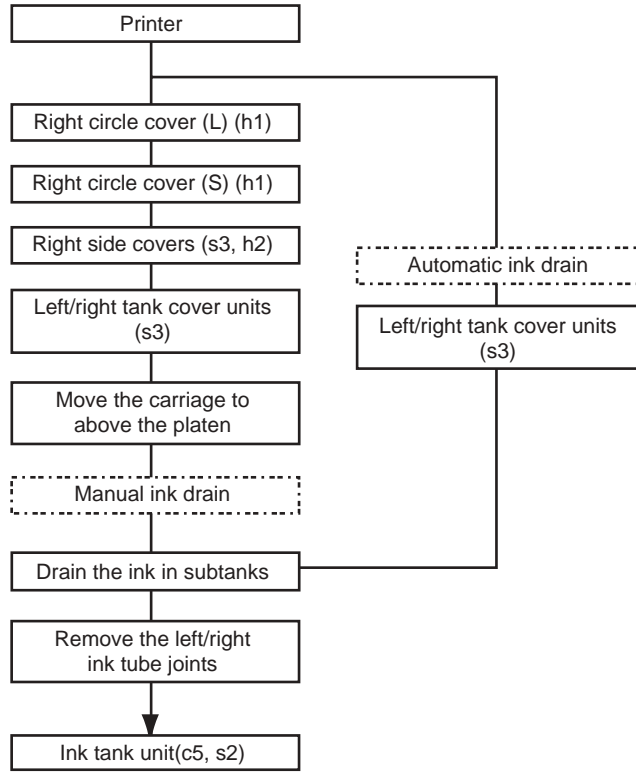 Printer
Right circle cover (L) (h1)
Right circle cover (S) (h1)
Right side covers (s3, h2)
Left/right tank cover units
(s3)
Move the carriage to
above the platen
Manual ink drain
Automatic ink drain
Left/right tank cover units
(s3)
Drain the ink in subtanks
Remove the left/right
ink tube joints
Ink tank unit(c5, s2)